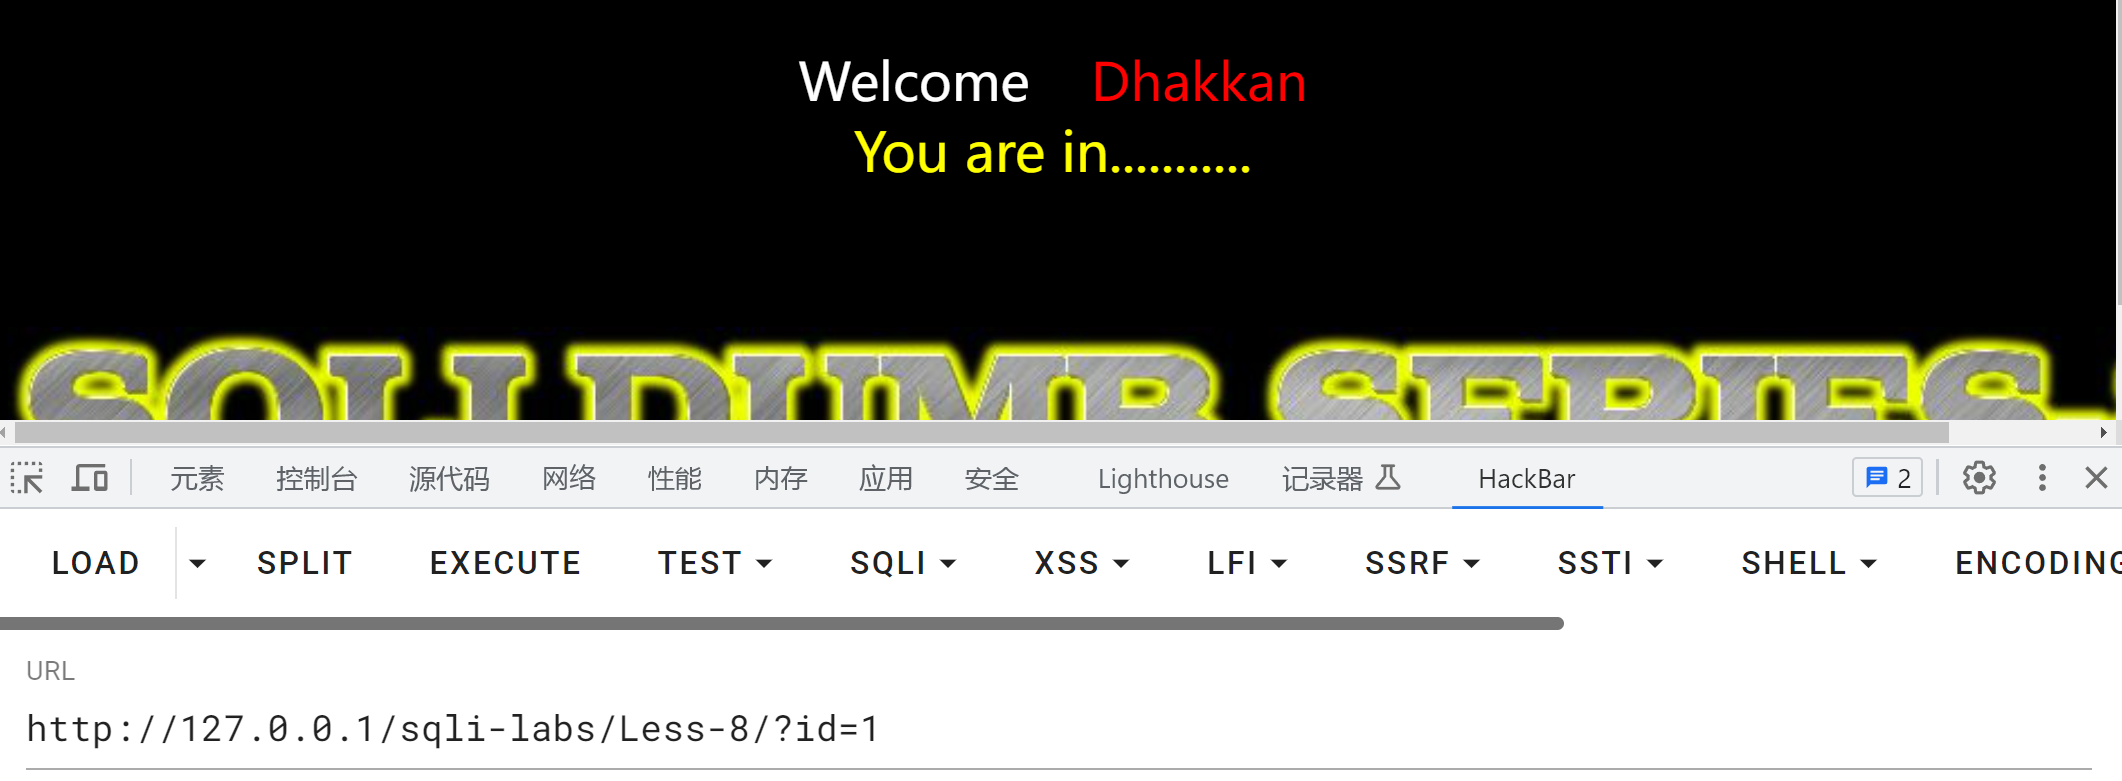 Welcome Dhakkan
You are in...........
SQLI DUMB SERIES-
元素 控制台 源代码 网络 性能 内存 应用 安全 Lighthouse 记录器 HackBar 2
LOAD SPLIT EXECUTE TEST SQLI XSS LFI SSRF SSTI SHELL ENCODING
URL
http://127.0.0.1/sqli-labs/Less-8/?id=1